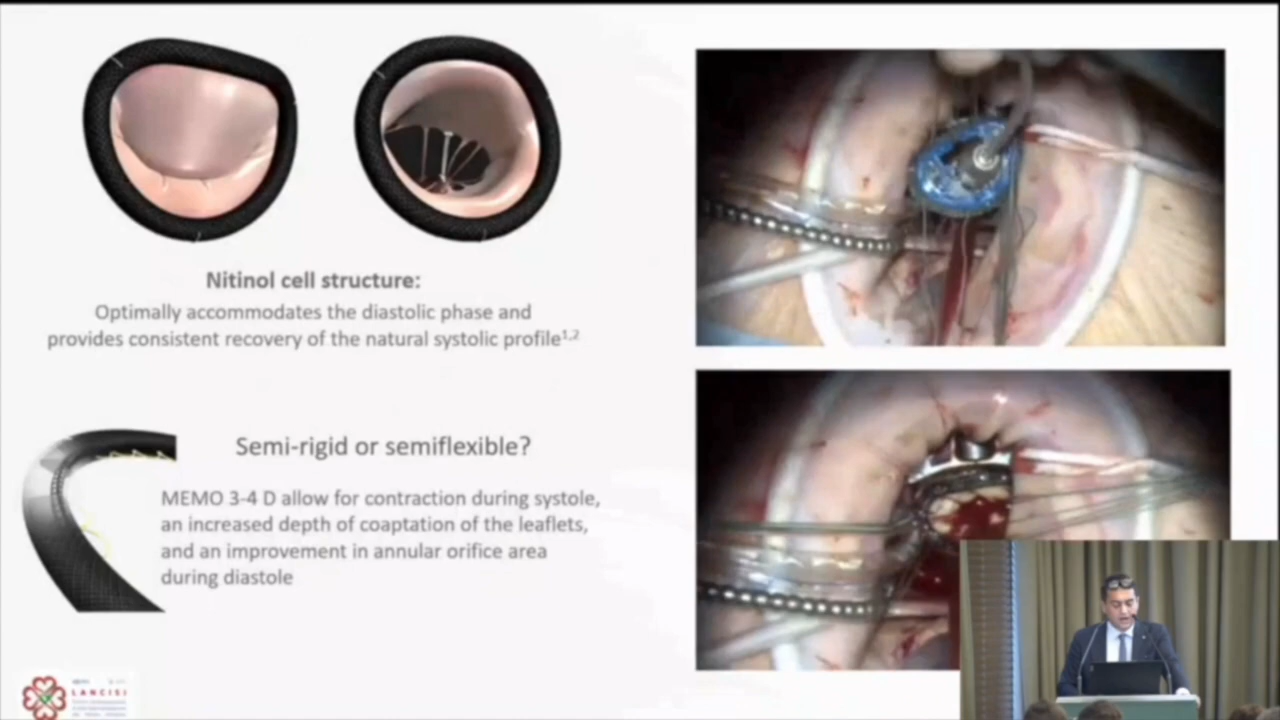 Nitinol cell structure:
Optimally accommodates the diastolic phase and
provides consistent recovery of the natural systolic profile¹,²
Semi-rigid or semiflexible?
MEMO 3-4 D allow for contraction during systole,
an increased depth of coaptation of the leaflets,
and an improvement in annular orifice area
during diastole
LANCISI